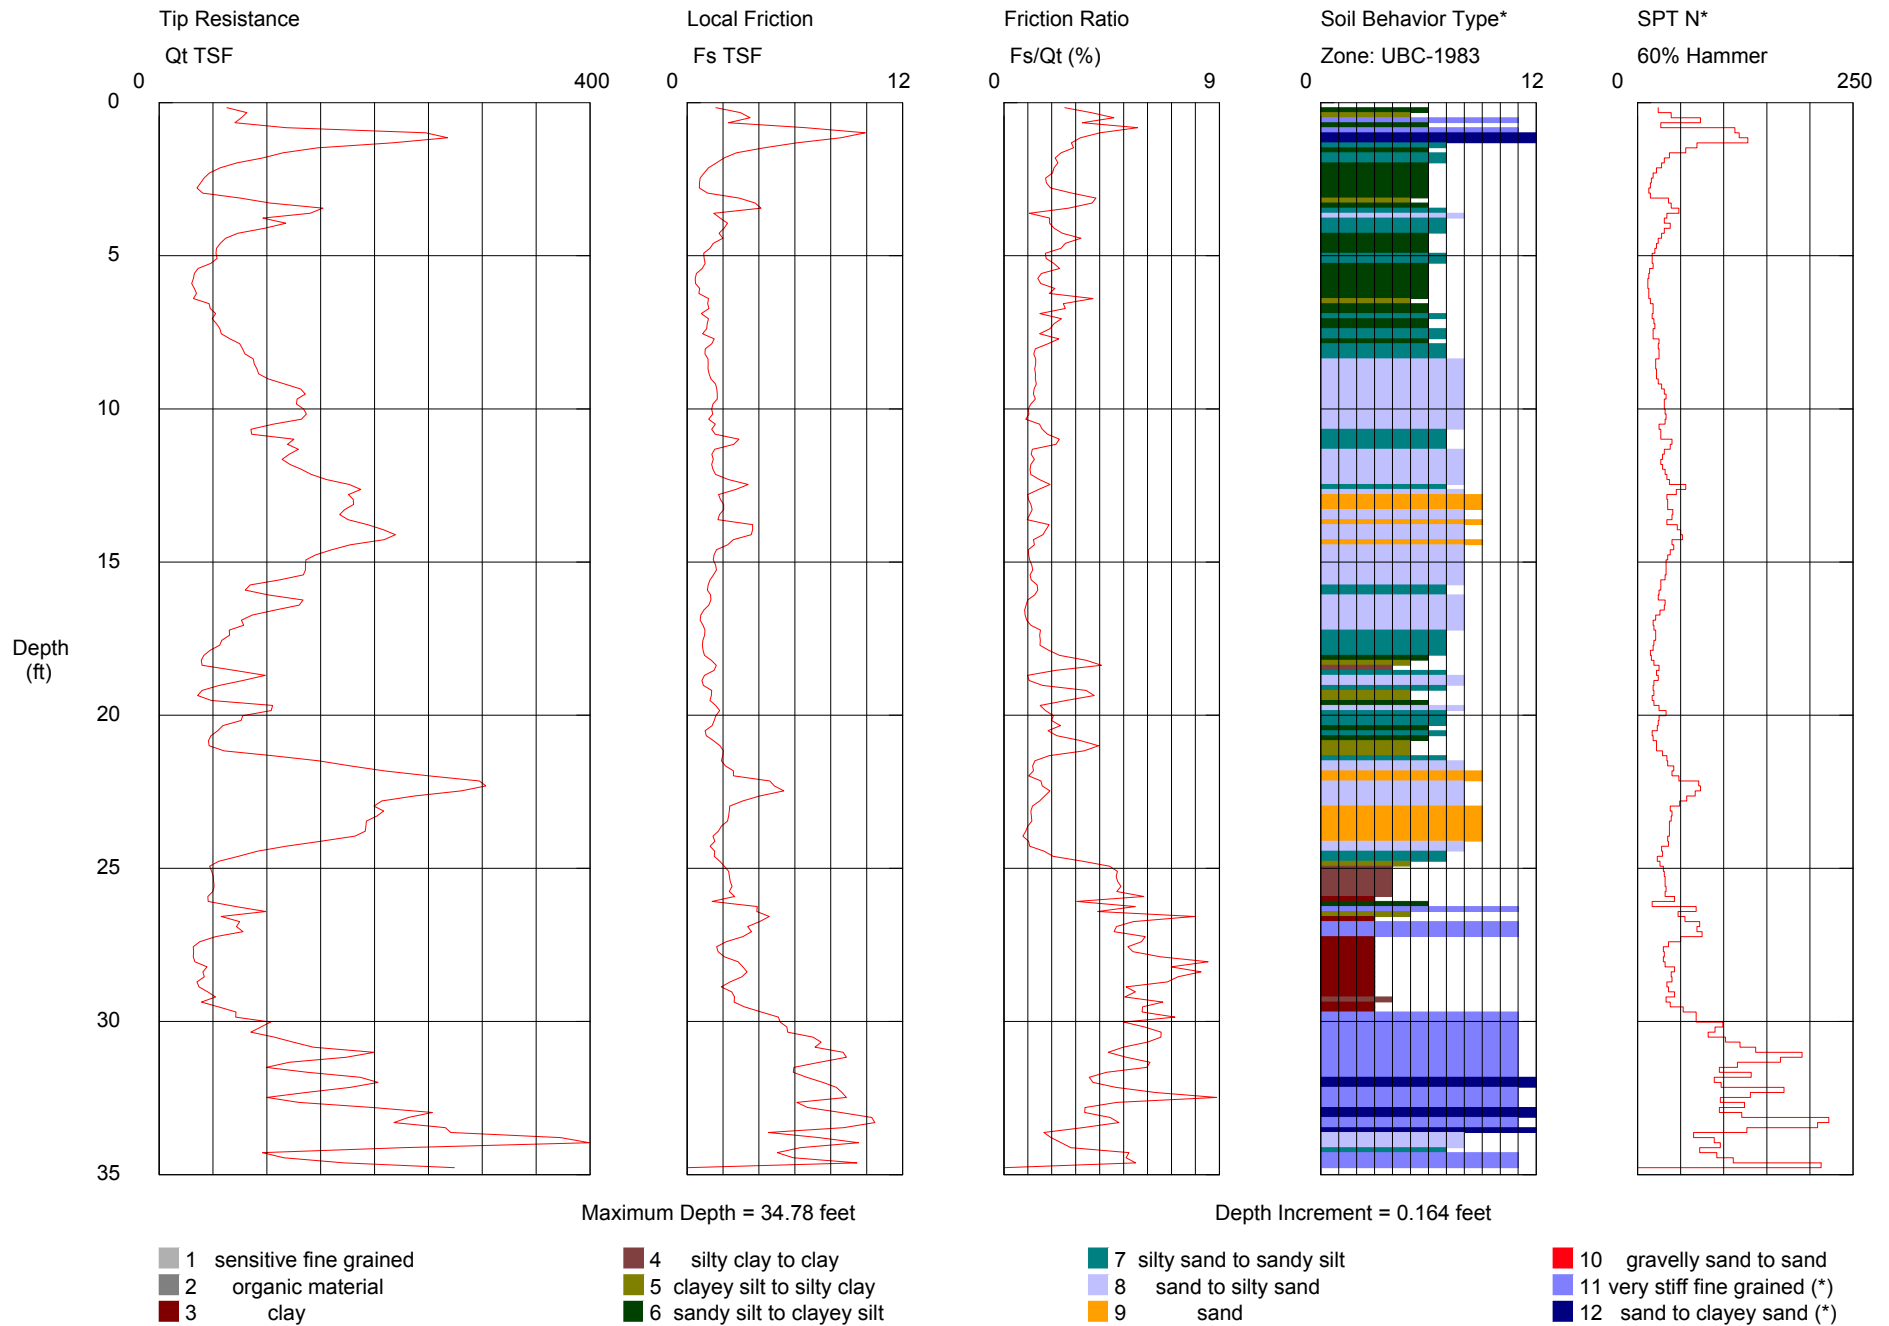 Tip Resistance
Local Friction
Friction Ratio
Soil Behavior Type*
SPT N*
Qt TSF
Fs TSF
Fs/Qt (%)
Zone: UBC-1983
60% Hammer
0 400
0 12
0 9
0 12
0 250
0
5
10
15
20
25
30
35
Depth
(ft)
Maximum Depth = 34.78 feet
Depth Increment = 0.164 feet
1 sensitive fine grained
2 organic material
3 clay
4 silty clay to clay
5 clayey silt to silty clay
6 sandy silt to clayey silt
7 silty sand to sandy silt
8 sand to silty sand
9 sand
10 gravelly sand to sand
11 very stiff fine grained (*)
12 sand to clayey sand (*)